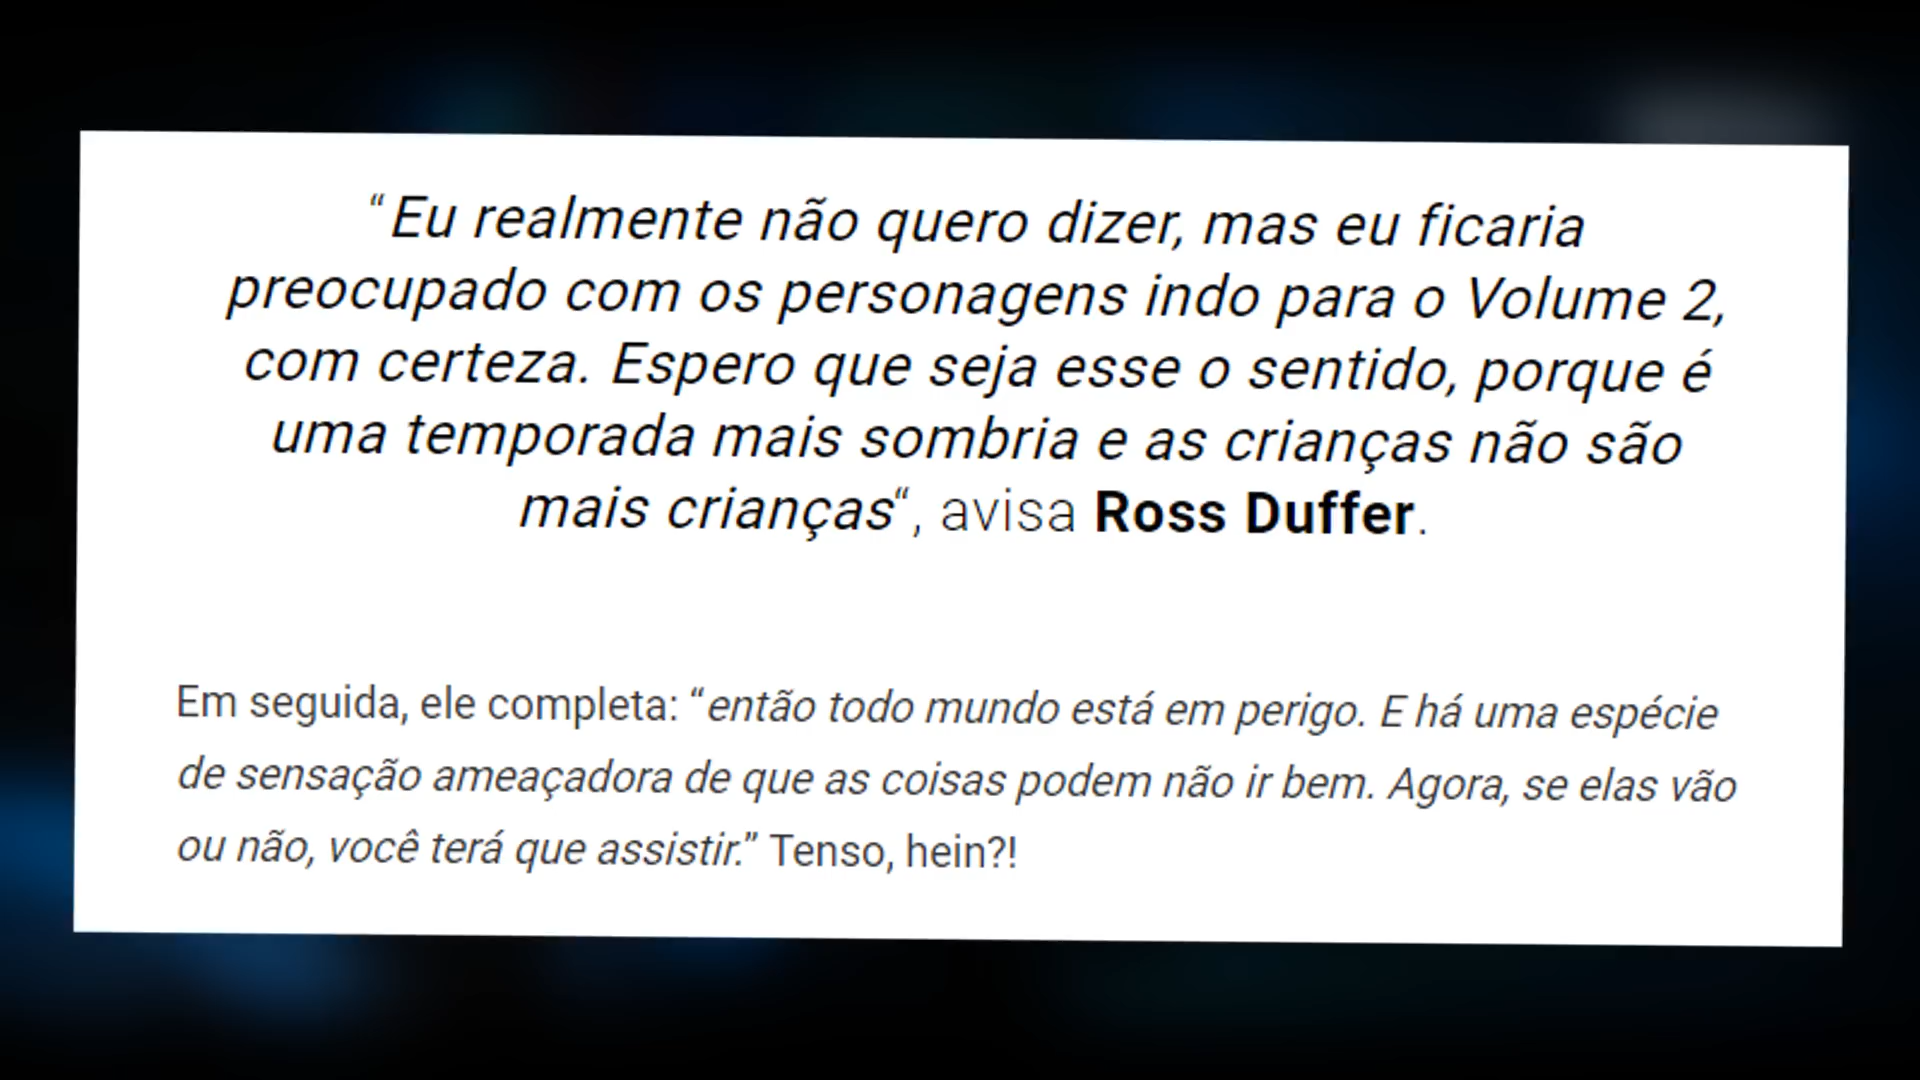 “Eu realmente não quero dizer, mas eu ficaria
preocupado com os personagens indo para o Volume 2,
com certeza. Espero que seja esse o sentido, porque é
uma temporada mais sombria e as crianças não são
mais crianças“, avisa Ross Duffer.
Em seguida, ele completa: “então todo mundo está em perigo. E há uma espécie
de sensação ameaçadora de que as coisas podem não ir bem. Agora, se elas vão
ou não, você terá que assistir.” Tenso, hein?!